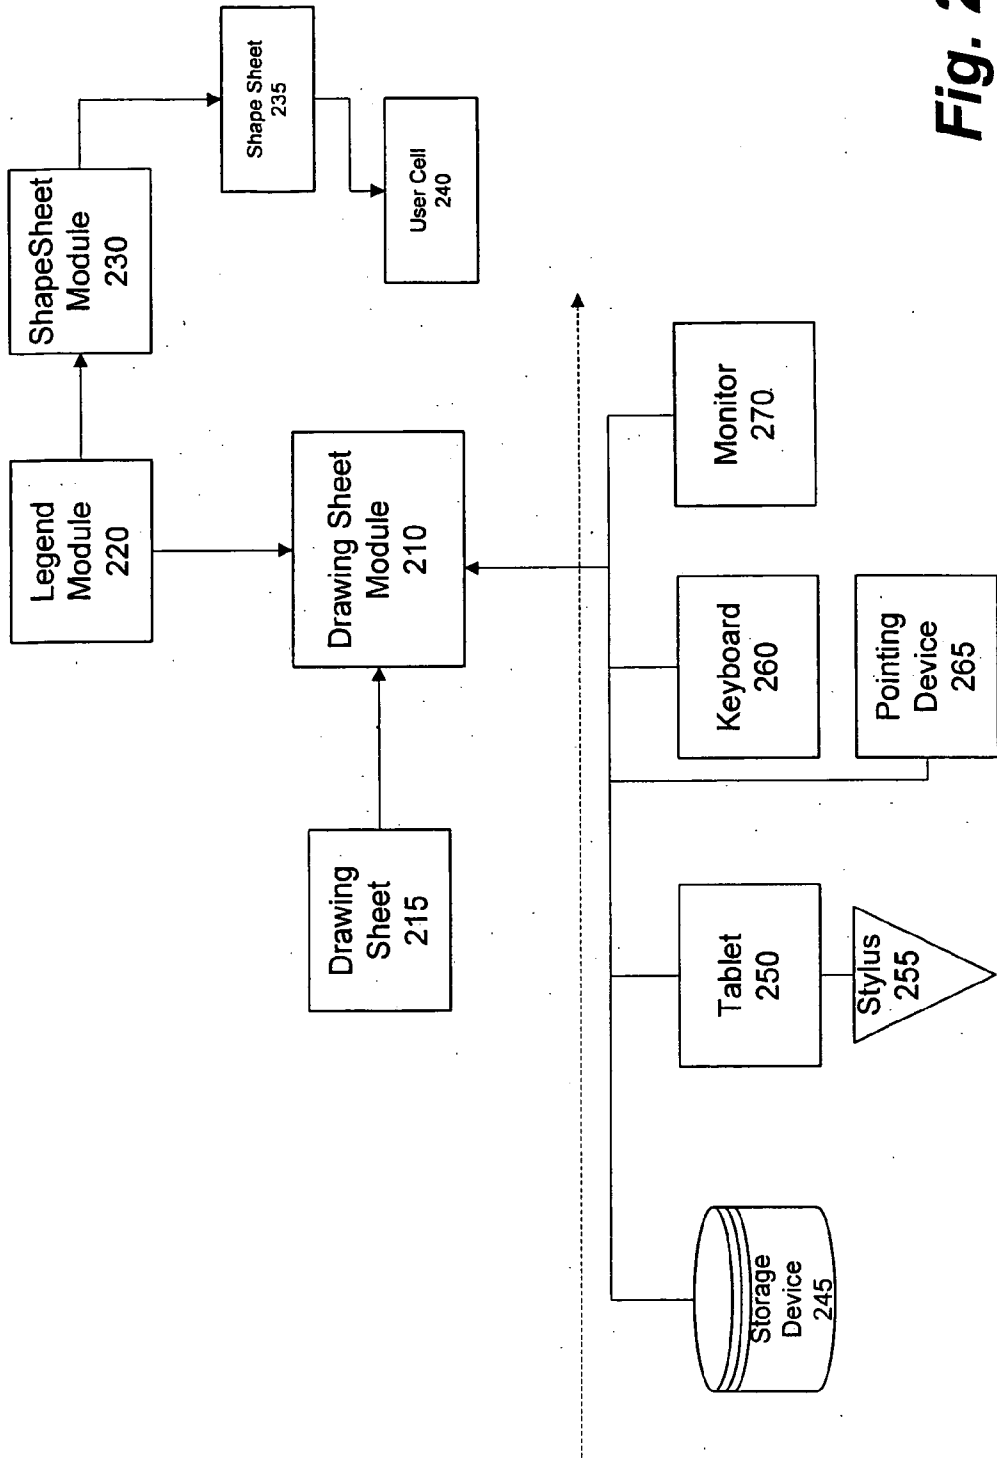 Legend
Module
220
ShapeSheet
Module
230
Shape Sheet
235
Drawing
Sheet
215
Drawing Sheet
Module
210
User Cell
240
Storage
Device
245
Tablet
250
Keyboard
260
Monitor
270
Stylus
255
Pointing
Device
265
Fig. 2